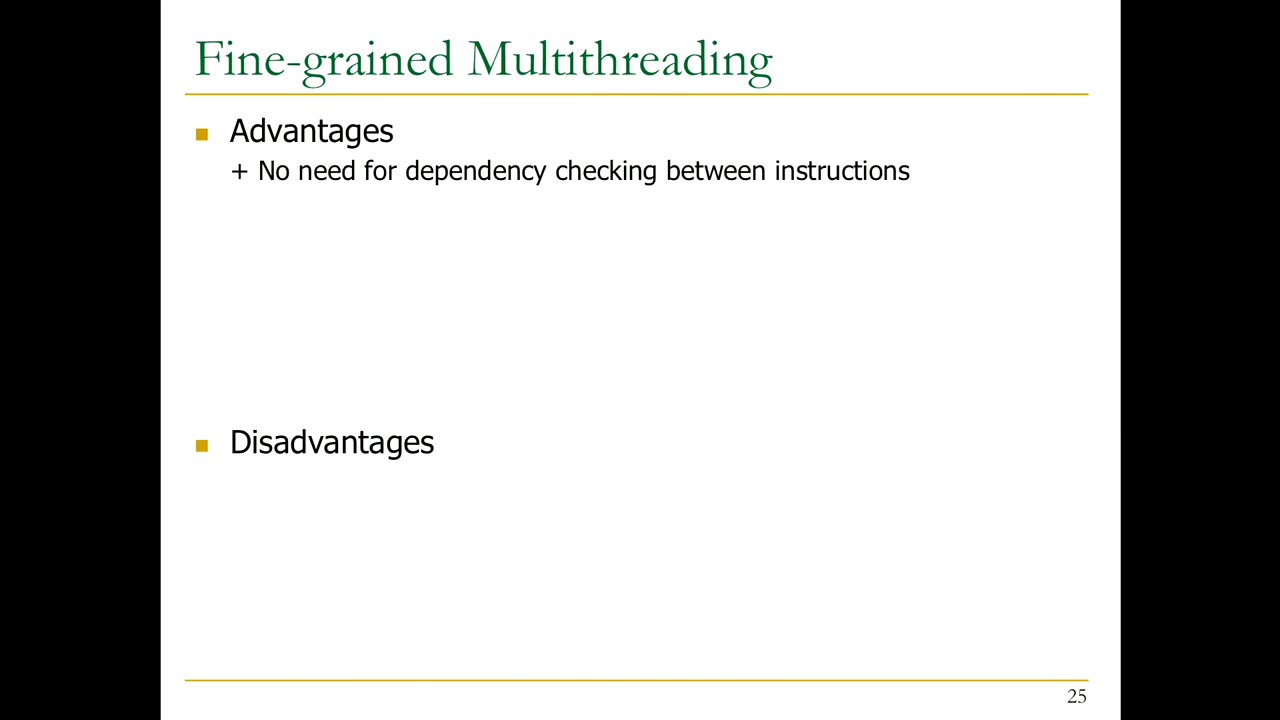 Fine-grained Multithreading
Advantages
+ No need for dependency checking between instructions
Disadvantages
25